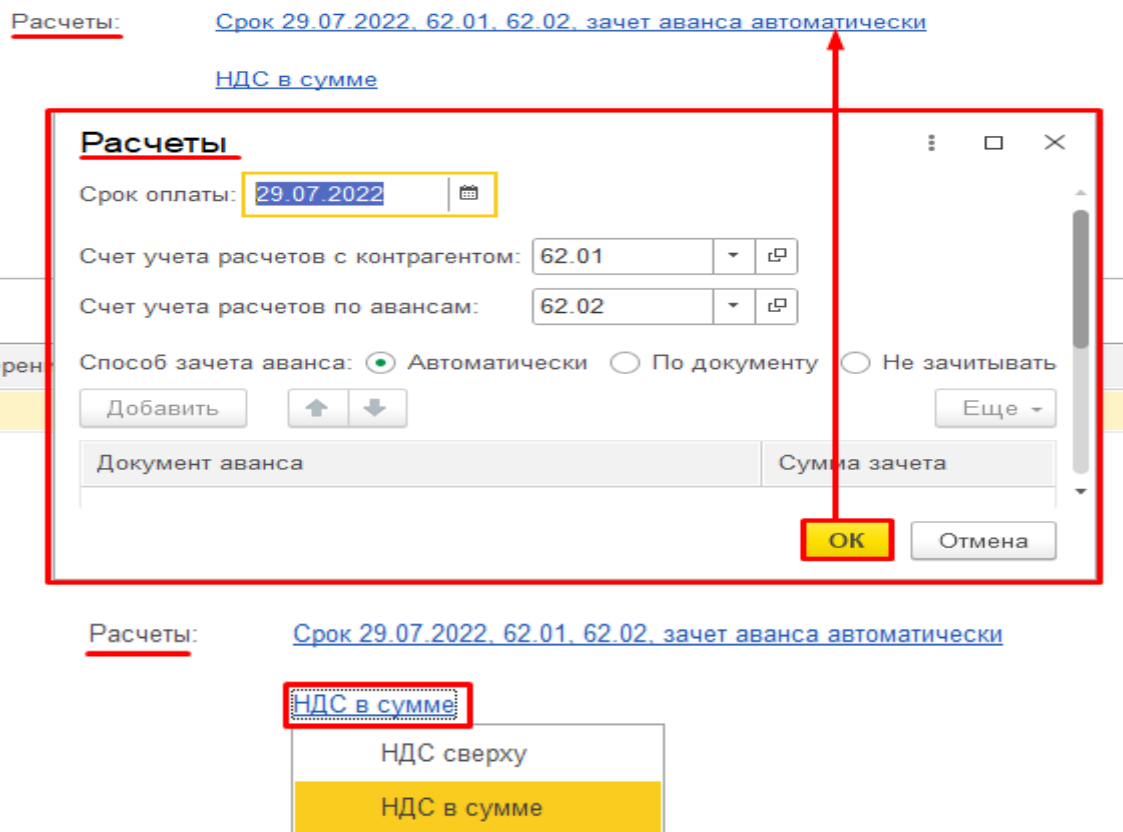 Расчеты: Срок 29.07.2022, 62.01, 62.02, зачет аванса автоматически
НДС в сумме
Расчеты
Срок оплаты: 29.07.2022
Счет учета расчетов с контрагентом: 62.01
Счет учета расчетов по авансам: 62.02
рен
Способ зачета аванса: Автоматически По документу Не зачитывать
Добавить Еще
Документ аванса Сумма зачета
ОК Отмена
Расчеты: Срок 29.07.2022, 62.01, 62.02, зачет аванса автоматически
НДС в сумме
НДС сверху
НДС в сумме